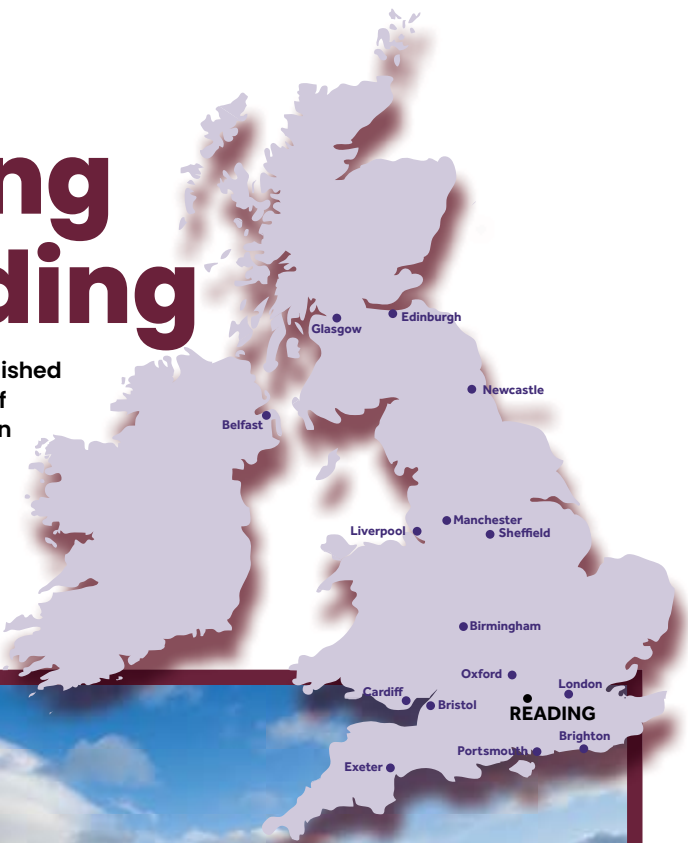 ng
ding
ished
f
n
Glasgow
Edinburgh
Newcastle
Belfast
Manchester
Liverpool
Sheffield
Birmingham
Oxford
London
Cardiff
Bristol
READING
Brighton
Portsmouth
Exeter